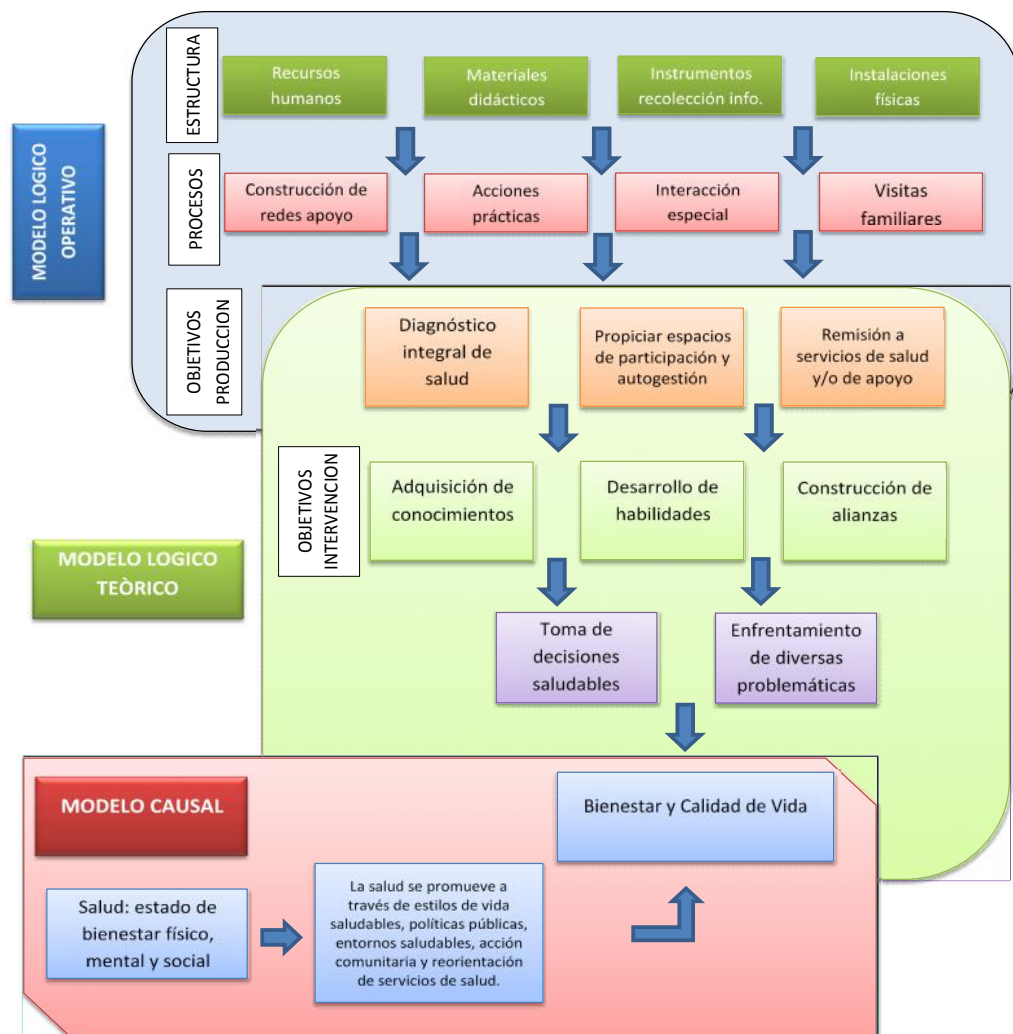 ESTRUCTURA
Recursos
humanos
Materiales
didácticos
Instrumentos
recolección info.
Instalaciones
físicas
MODELO LOGICO
OPERATIVO
PROCESOS
Construcción de
redes apoyo
Acciones
prácticas
Interacción
especial
Visitas
familiares
OBJETIVOS
PRODUCCION
Diagnóstico
integral de
salud
Propiciar espacios
de participación y
autogestión
Remisión a
servicios de salud
y/o de apoyo
OBJETIVOS
INTERVENCION
Adquisición de
conocimientos
Desarrollo de
habilidades
Construcción de
alianzas
MODELO LOGICO
TEÒRICO
Toma de
decisiones
saludables
Enfrentamiento
de diversas
problemáticas
MODELO CAUSAL
Bienestar y Calidad de Vida
Salud: estado de
bienestar físico,
mental y social
La salud se promueve a
través de estilos de vida
saludables, políticas públicas,
entornos saludables, acción
comunitaria y reorientación
de servicios de salud.